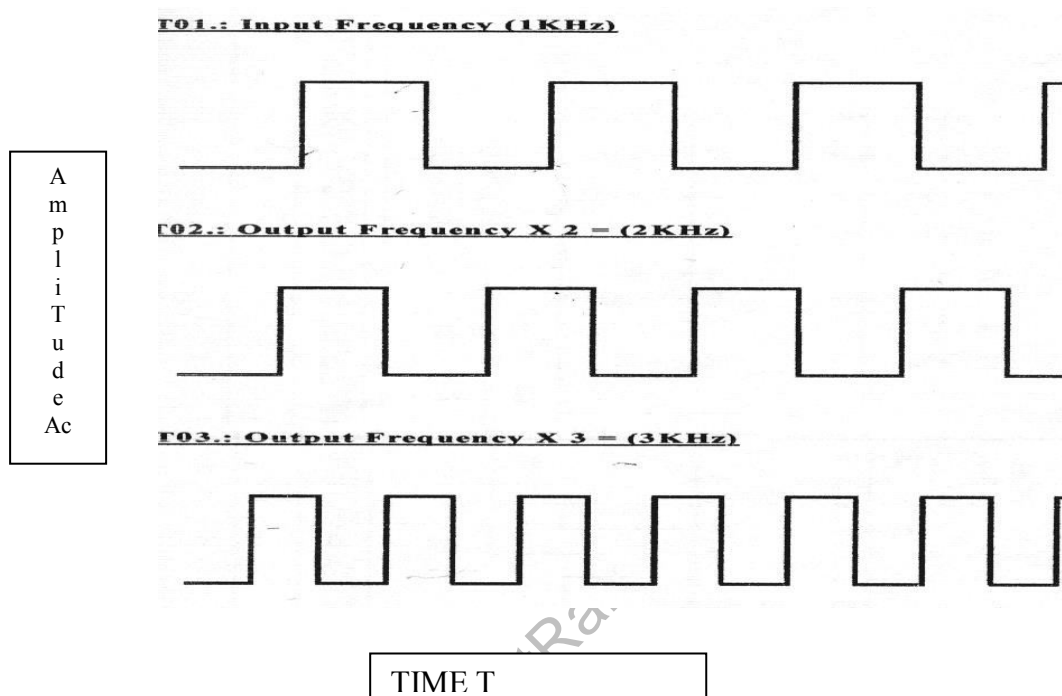 T01.: Input Frequency (1KHz)
A
m
p
l
i
T
u
d
e
Ac
T02.: Output Frequency X 2 = (2KHz)
T03.: Output Frequency X 3 = (3KHz)
TIME T